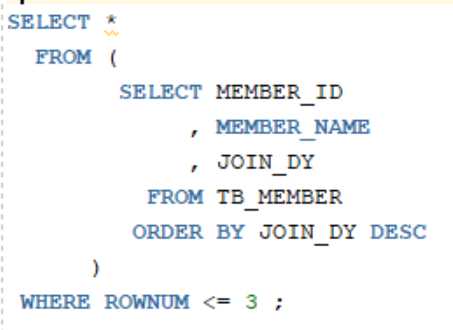 SELECT *
FROM (
SELECT MEMBER_ID
, MEMBER_NAME
, JOIN_DY
FROM TB_MEMBER
ORDER BY JOIN_DY DESC
)
WHERE ROWNUM <= 3 ;